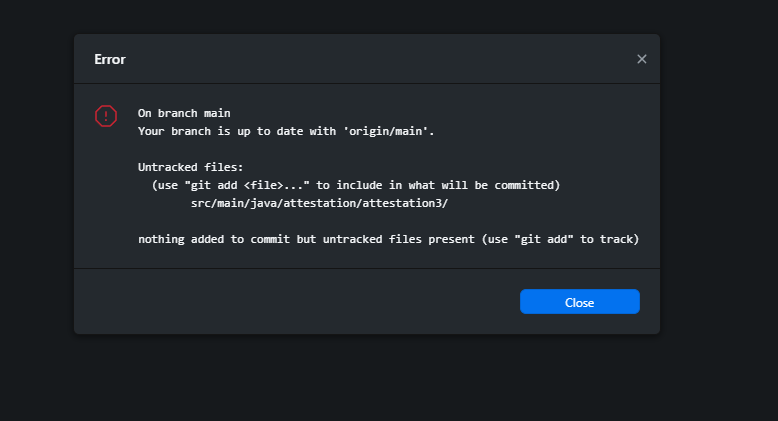 Error
On branch main
Your branch is up to date with 'origin/main'.
Untracked files:
(use "git add <file>..." to include in what will be committed)
src/main/java/attestation/attestation3/
nothing added to commit but untracked files present (use "git add" to track)
Close